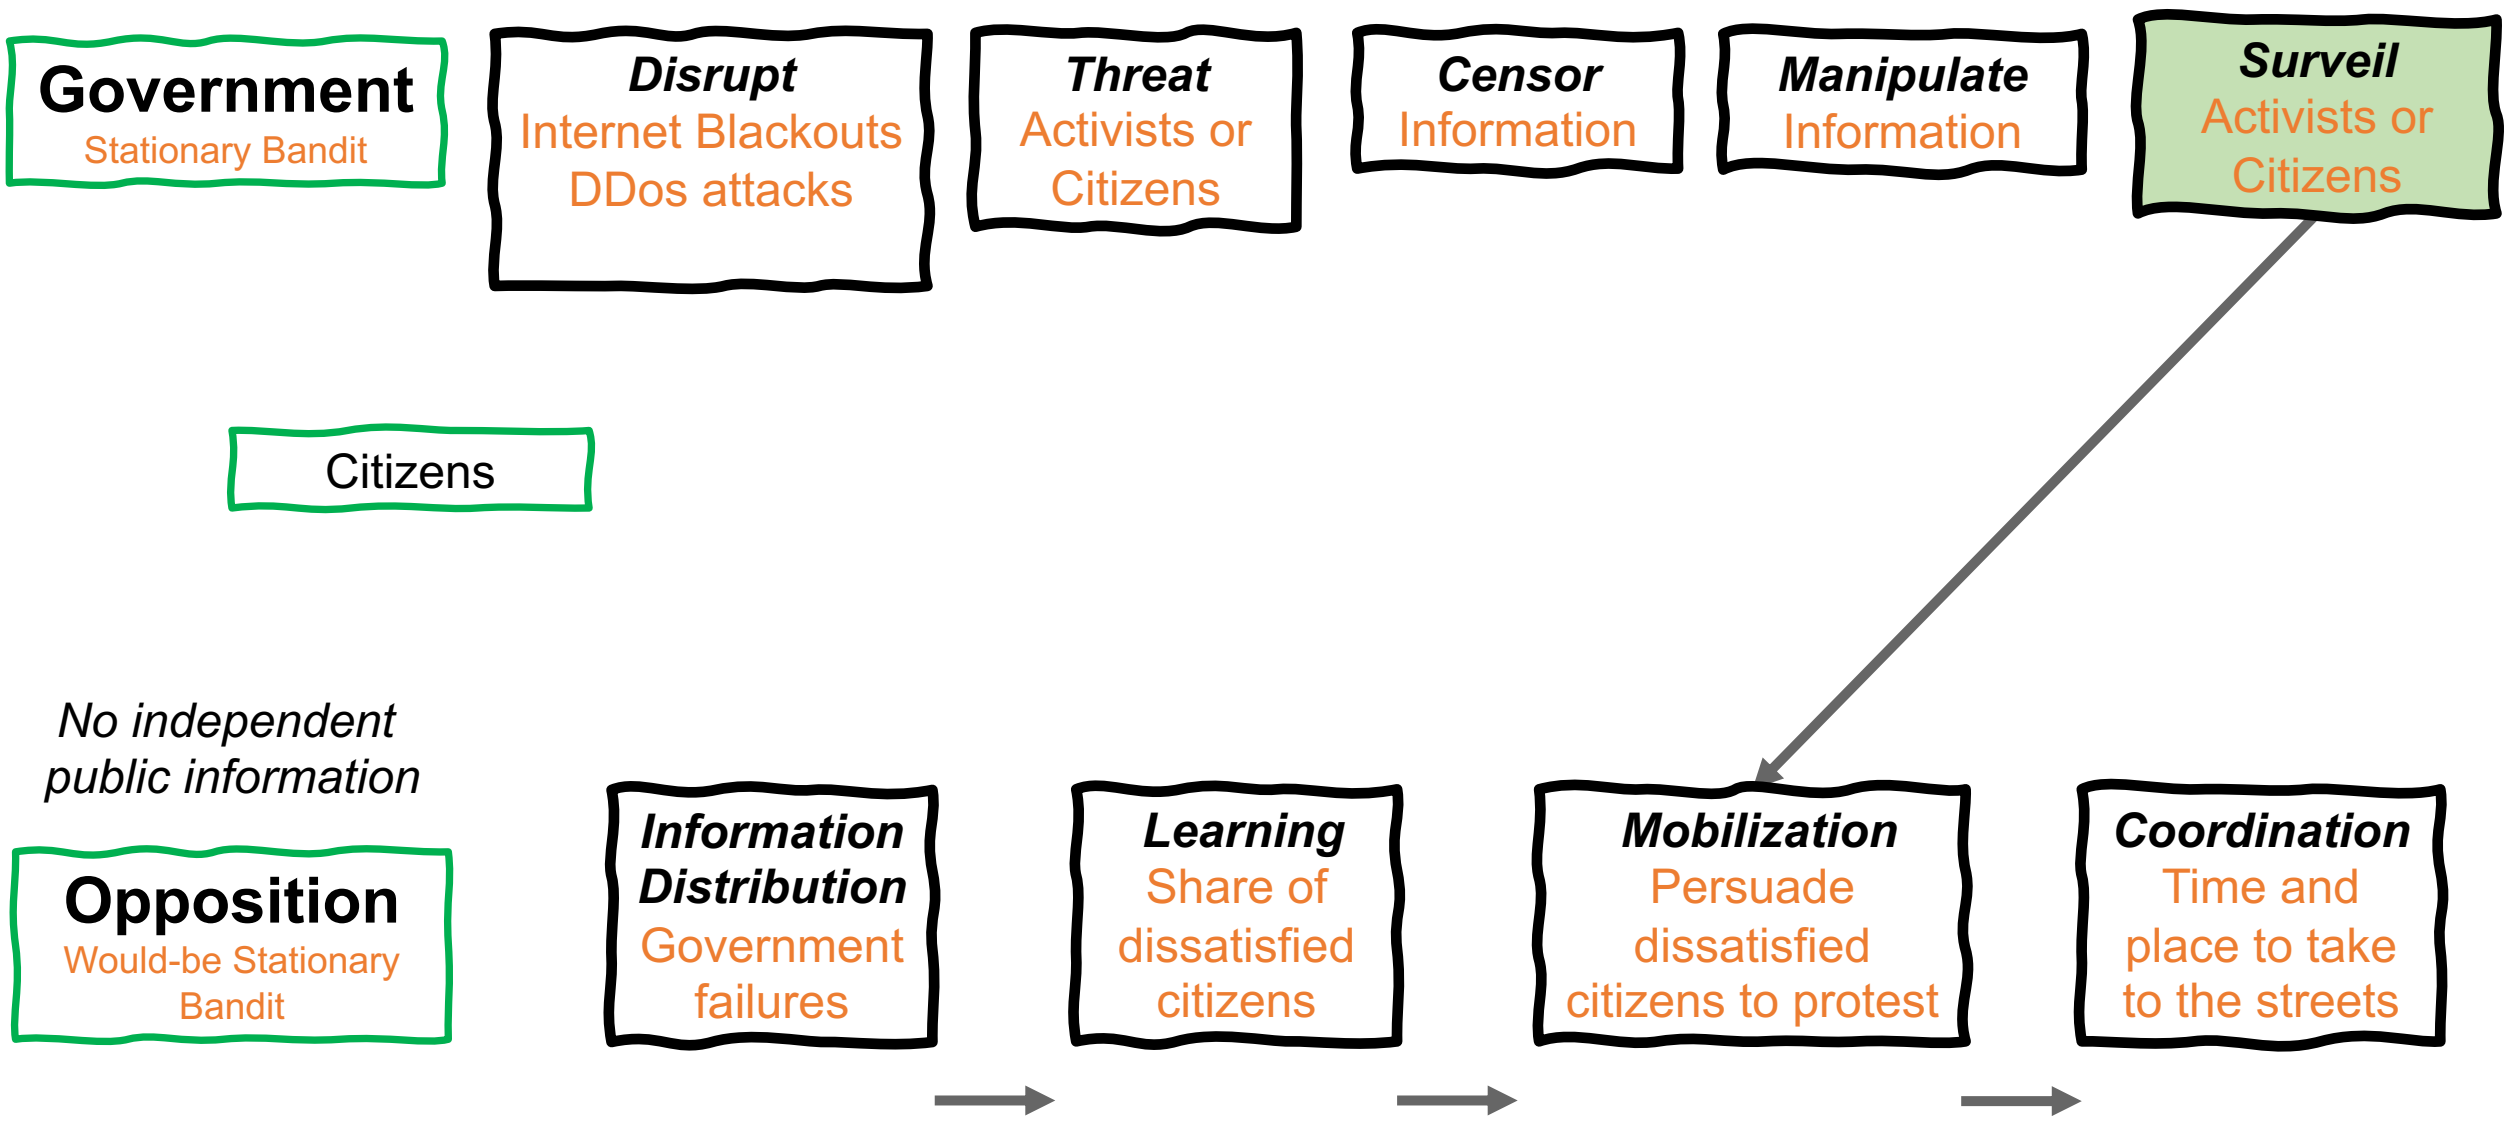 Government
Stationary Bandit
Disrupt
Internet Blackouts
DDos attacks
Threat
Activists or
Citizens
Censor
Information
Manipulate
Information
Surveil
Activists or
Citizens
Citizens
No independent
public information
Opposition
Would-be Stationary
Bandit
Information
Distribution
Government
failures
Learning
Share of
dissatisfied
citizens
Mobilization
Persuade
dissatisfied
citizens to protest
Coordination
Time and
place to take
to the streets